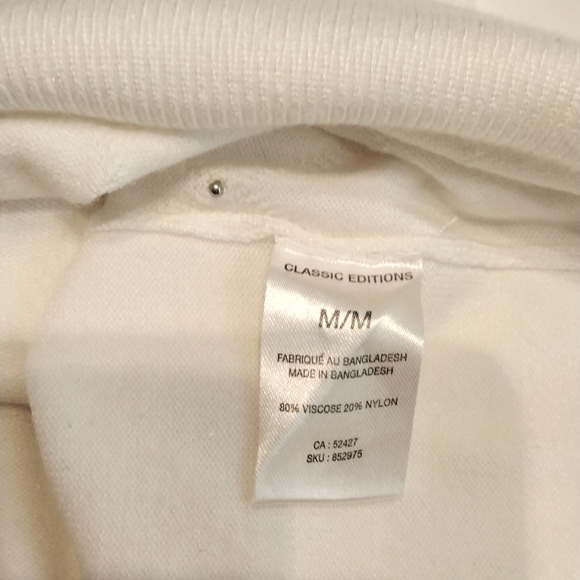 CLASSIC EDITIONS
M/M
FABRIQUÉ AU BANGLADESH
MADE IN BANGLADESH
80% VISCOSE 20% NYLON
CA : 52427
SKU : 852975